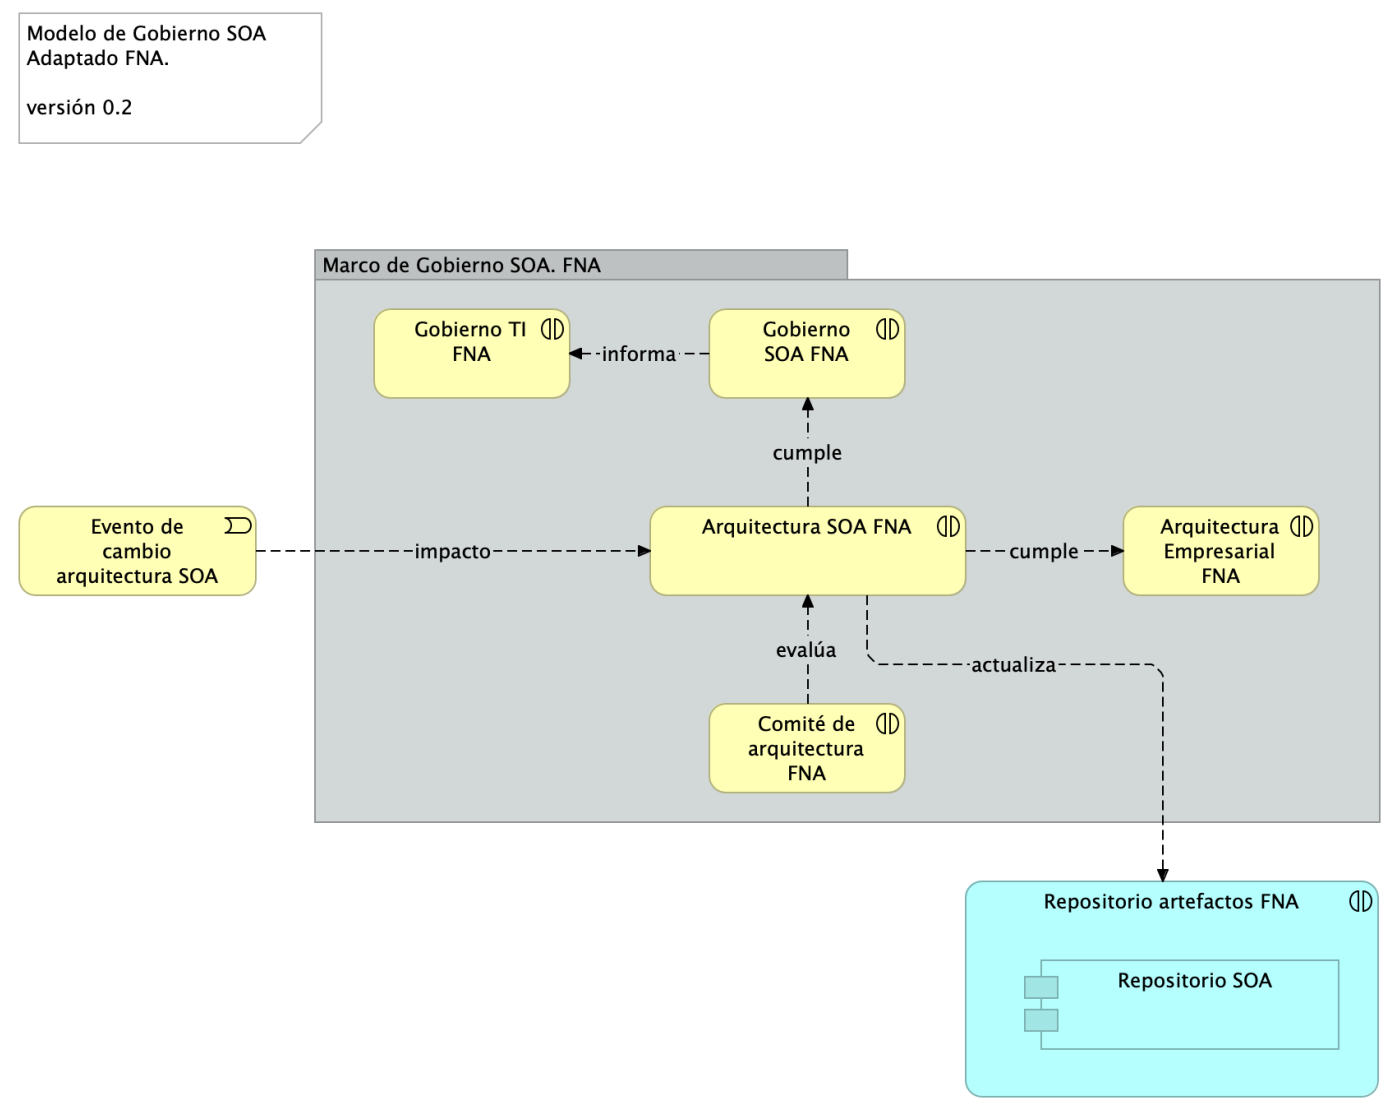 Modelo de Gobierno SOA
Adaptado FNA.
versión 0.2
Marco de Gobierno SOA. FNA
Gobierno TI
FNA
informa
Gobierno
SOA FNA
cumple
Evento de
cambio
arquitectura SOA
impacto
Arquitectura SOA FNA
cumple
Arquitectura
Empresarial
FNA
evalúa
actualiza
Comité de
arquitectura
FNA
Repositorio artefactos FNA
Repositorio SOA